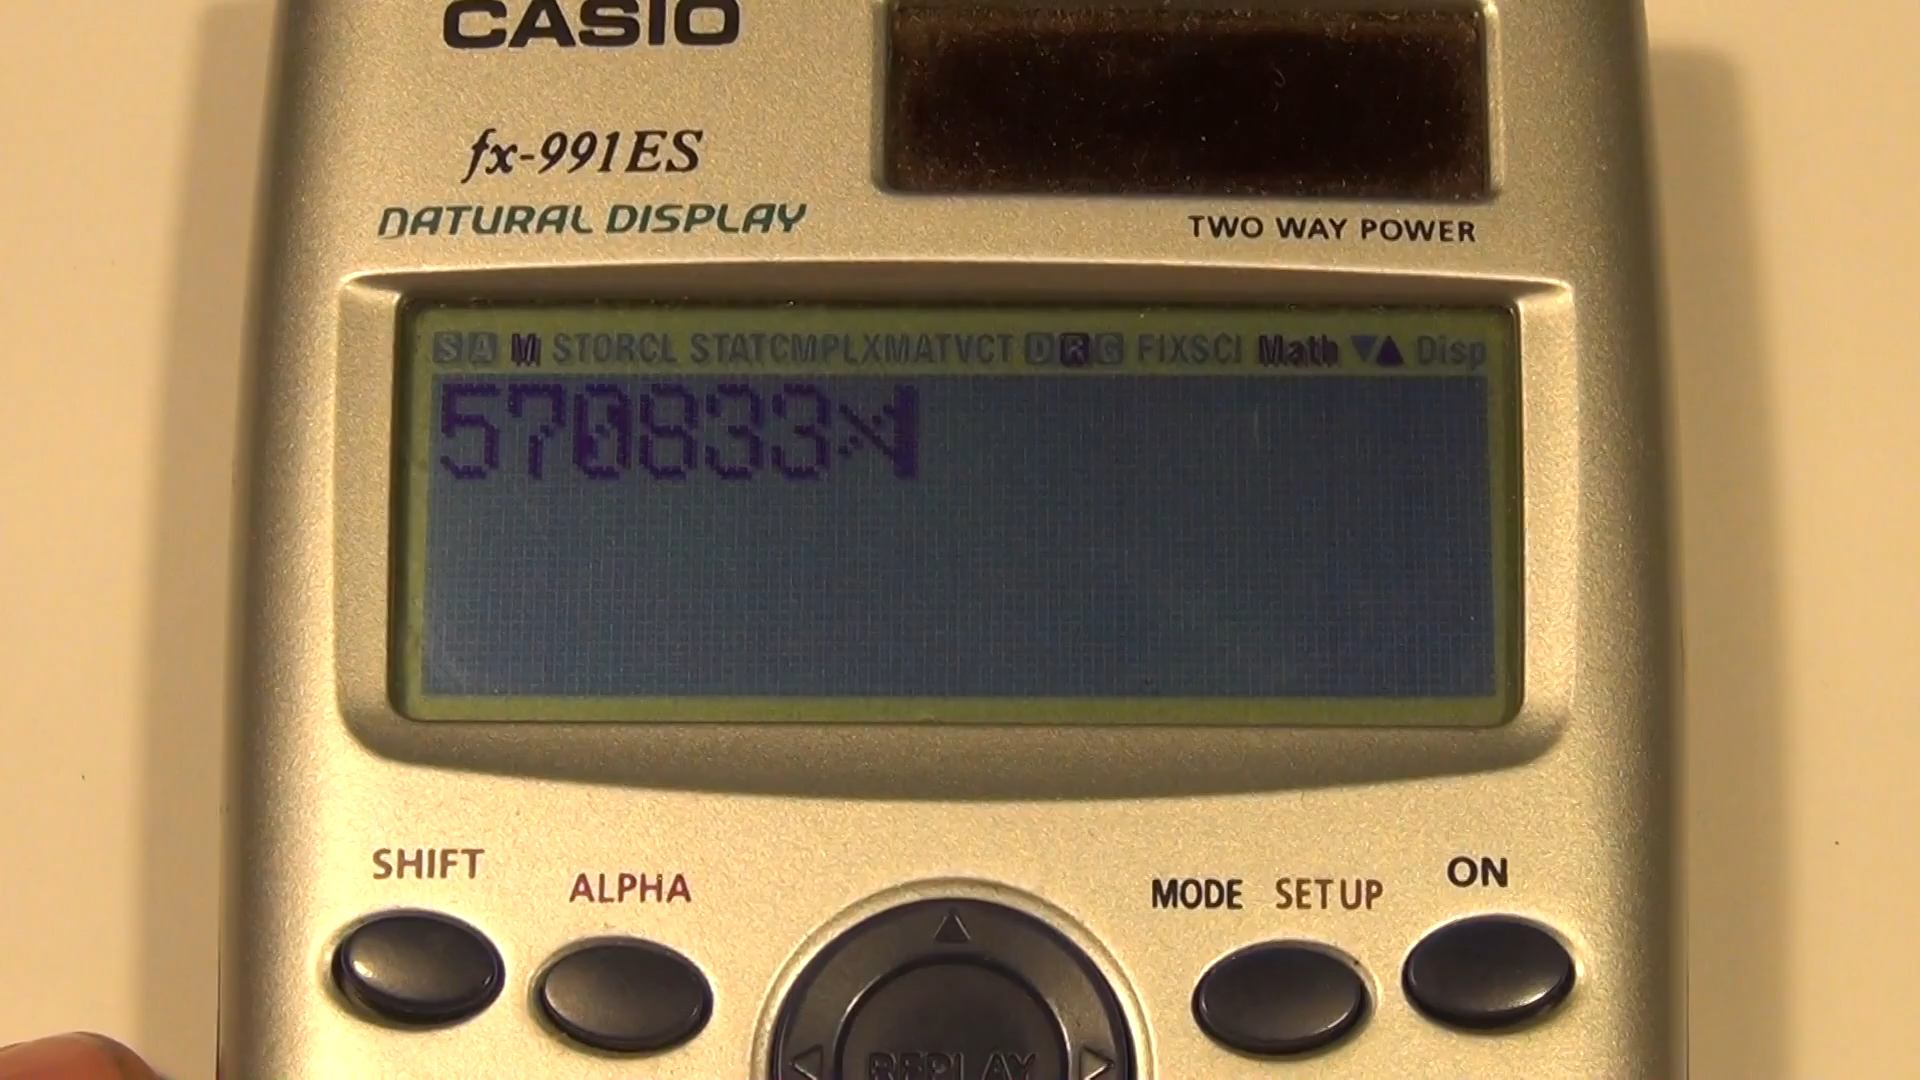 CASIO
fx-991ES
NATURAL DISPLAY
TWO WAY POWER
S A M STO RCL STAT CMPLX MAT VCT D R G FIX SCI Math ▼▲ Disp
570833×
SHIFT
ALPHA
MODE SETUP
ON
REPLAY